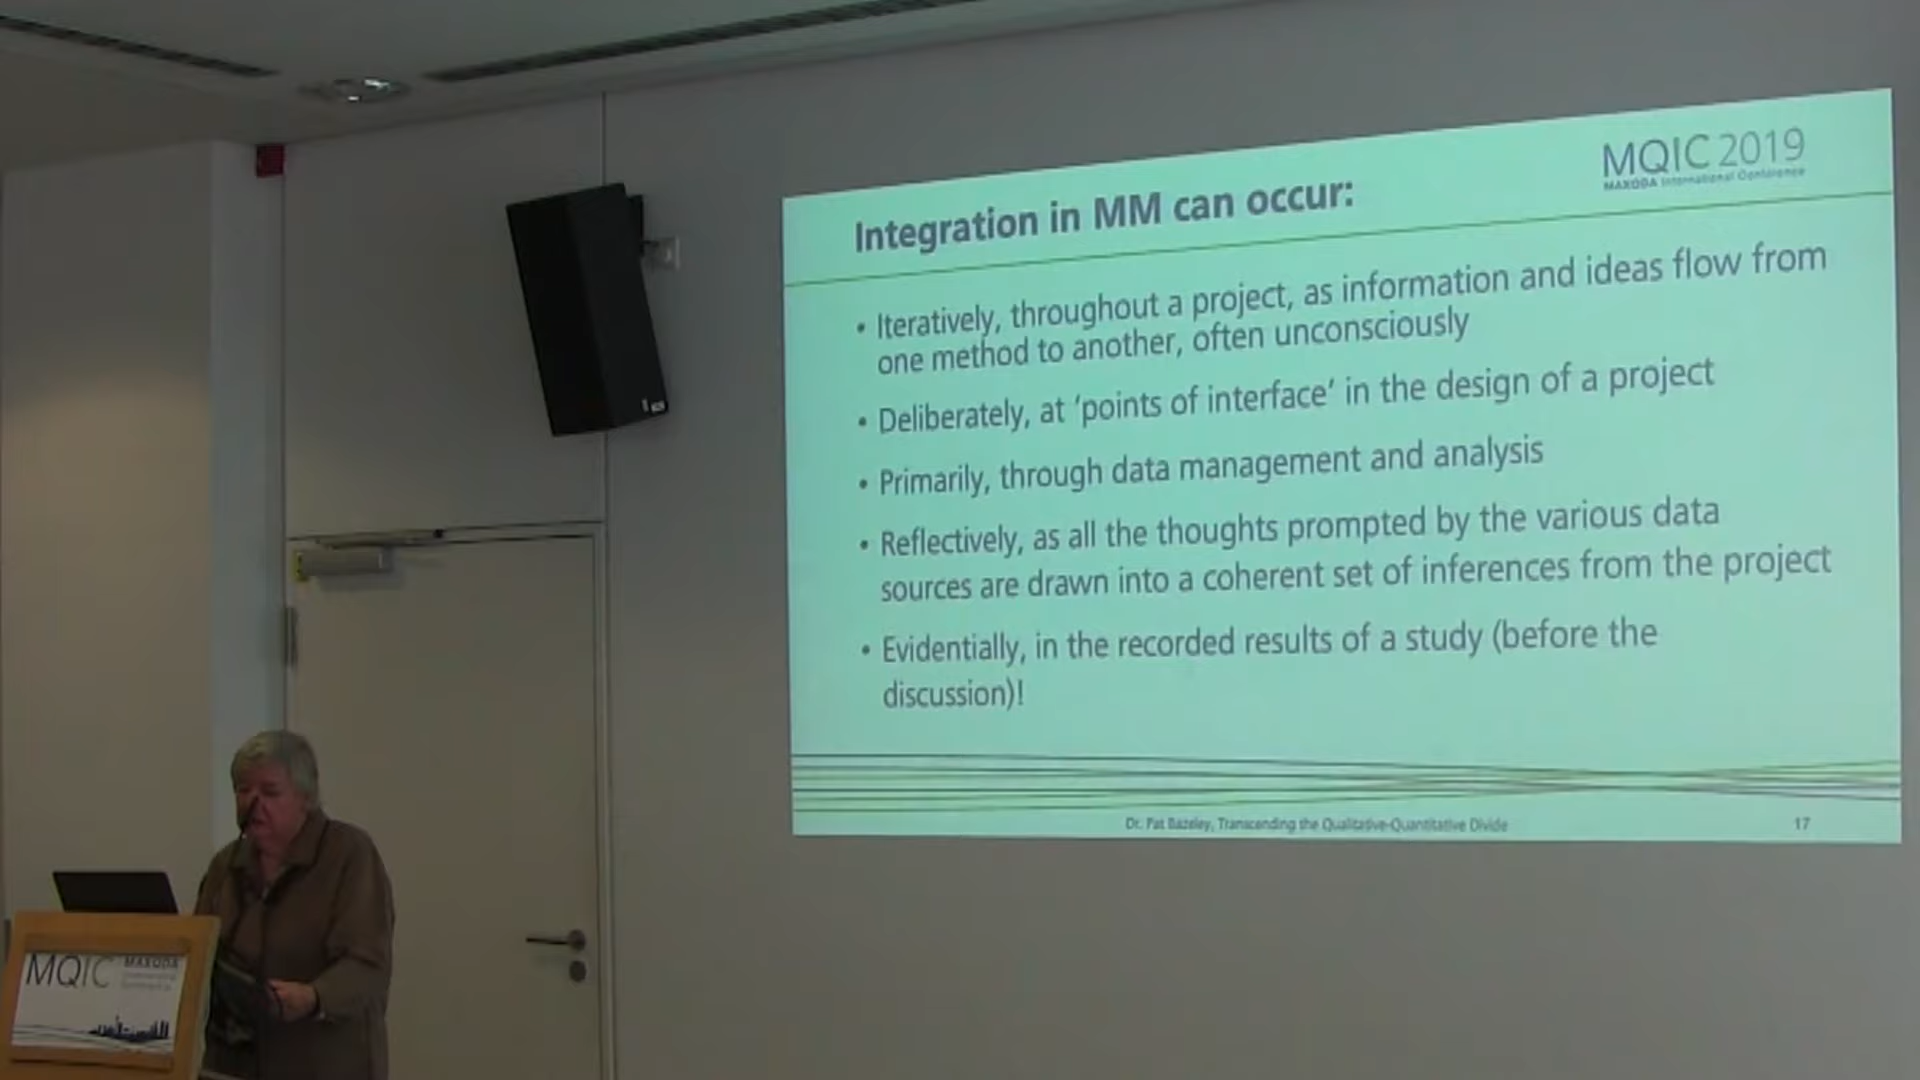 MQIC 2019
MAXQDA International Conference
Integration in MM can occur:
• Iteratively, throughout a project, as information and ideas flow from
one method to another, often unconsciously
• Deliberately, at ‘points of interface’ in the design of a project
• Primarily, through data management and analysis
• Reflectively, as all the thoughts prompted by the various data
sources are drawn into a coherent set of inferences from the project
• Evidentially, in the recorded results of a study (before the
discussion)!
Dr. Pat Bazeley, Transcending the Qualitative-Quantitative Divide
17
MQIC
MAXQDA